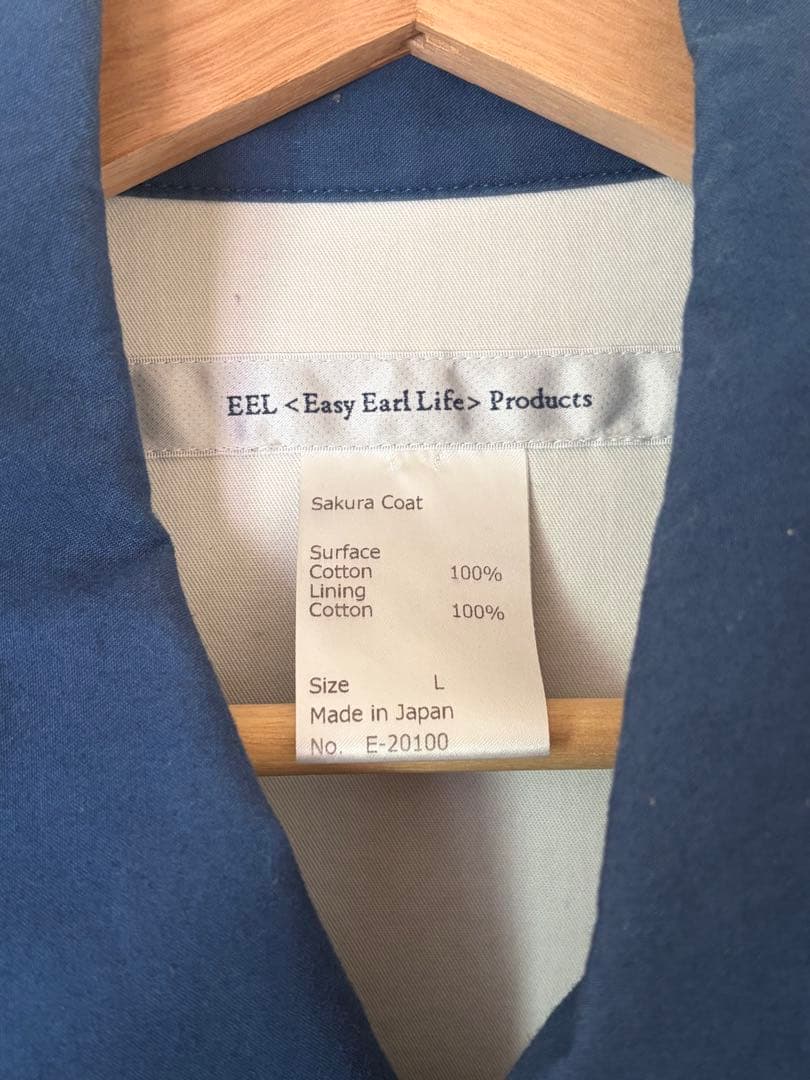 EEL <Easy Earl Life> Products
Sakura Coat
Surface
Cotton 100%
Lining
Cotton 100%
Size L
Made in Japan
No. E-20100